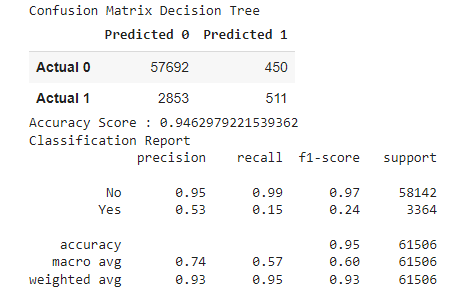 Confusion Matrix Decision Tree
Predicted 0 Predicted 1
Actual 0 57692 450
Actual 1 2853 511
Accuracy Score : 0.9462979221539362
Classification Report
precision recall f1-score support
No 0.95 0.99 0.97 58142
Yes 0.53 0.15 0.24 3364
accuracy 0.95 61506
macro avg 0.74 0.57 0.60 61506
weighted avg 0.93 0.95 0.93 61506